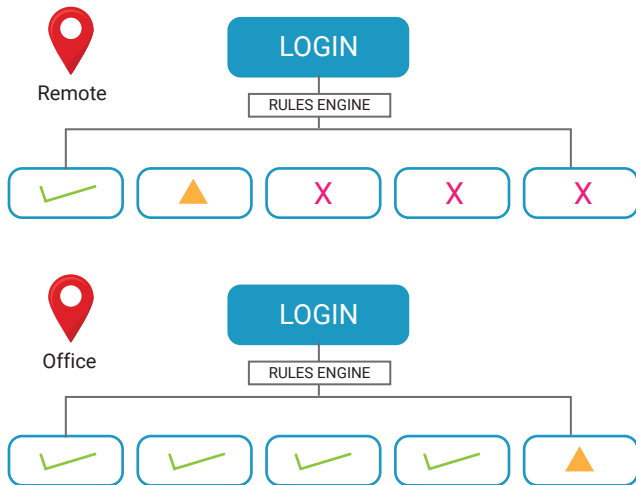 LOGIN
Remote
RULES ENGINE
X
X
X
LOGIN
Office
RULES ENGINE